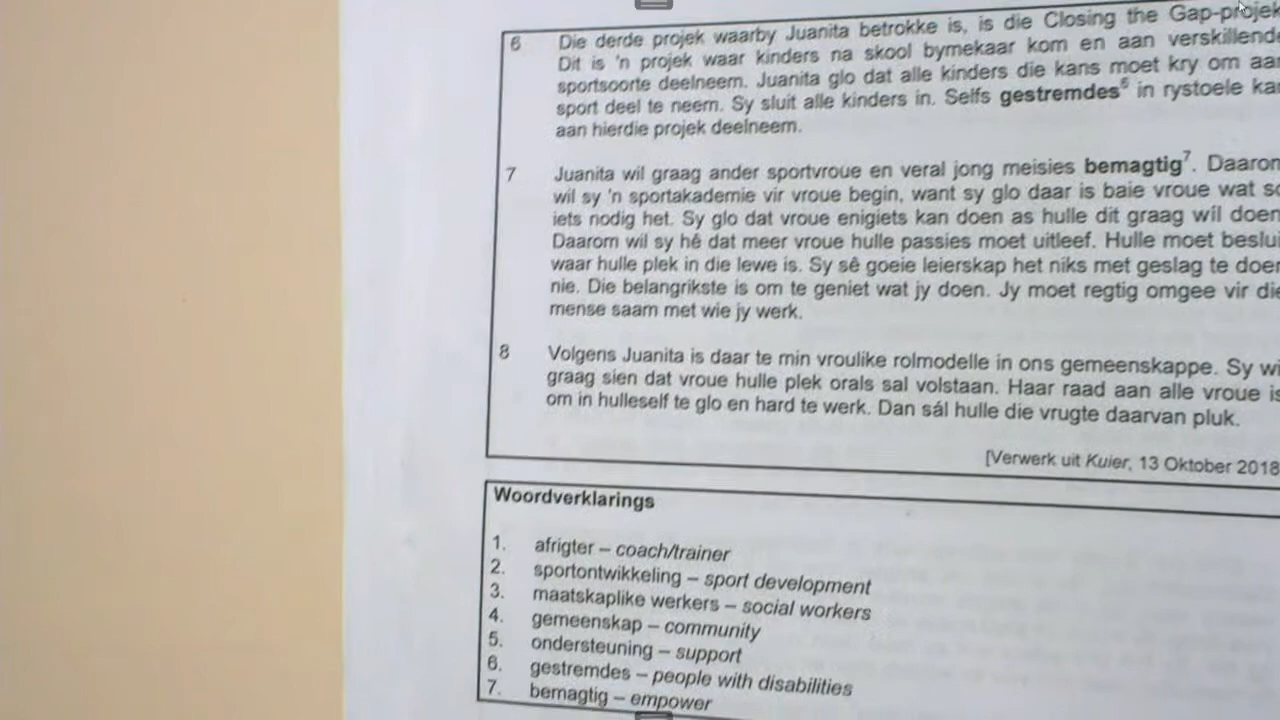 6 Die derde projek waarby Juanita betrokke is, is die Closing the Gap-projek
Dit is 'n projek waar kinders na skool bymekaar kom en aan verskillende
sportsoorte deelneem. Juanita glo dat alle kinders die kans moet kry om aan
sport deel te neem. Sy sluit alle kinders in. Selfs gestremdes⁶ in rystoele kan
aan hierdie projek deelneem.
7 Juanita wil graag ander sportvroue en veral jong meisies bemagtig⁷. Daarom
wil sy 'n sportakademie vir vroue begin, want sy glo daar is baie vroue wat so
iets nodig het. Sy glo dat vroue enigiets kan doen as hulle dit graag wil doen
Daarom wil sy hê dat meer vroue hulle passies moet uitleef. Hulle moet besluit
waar hulle plek in die lewe is. Sy sê goeie leierskap het niks met geslag te doen
nie. Die belangrikste is om te geniet wat jy doen. Jy moet regtig omgee vir die
mense saam met wie jy werk.
8 Volgens Juanita is daar te min vroulike rolmodelle in ons gemeenskappe. Sy wil
graag sien dat vroue hulle plek orals sal volstaan. Haar raad aan alle vroue is
om in hulleself te glo en hard te werk. Dan sál hulle die vrugte daarvan pluk.
[Verwerk uit Kuier, 13 Oktober 2018
Woordverklarings
1. afrigter – coach/trainer
2. sportontwikkeling – sport development
3. maatskaplike werkers – social workers
4. gemeenskap – community
5. ondersteuning – support
6. gestremdes – people with disabilities
7. bemagtig – empower